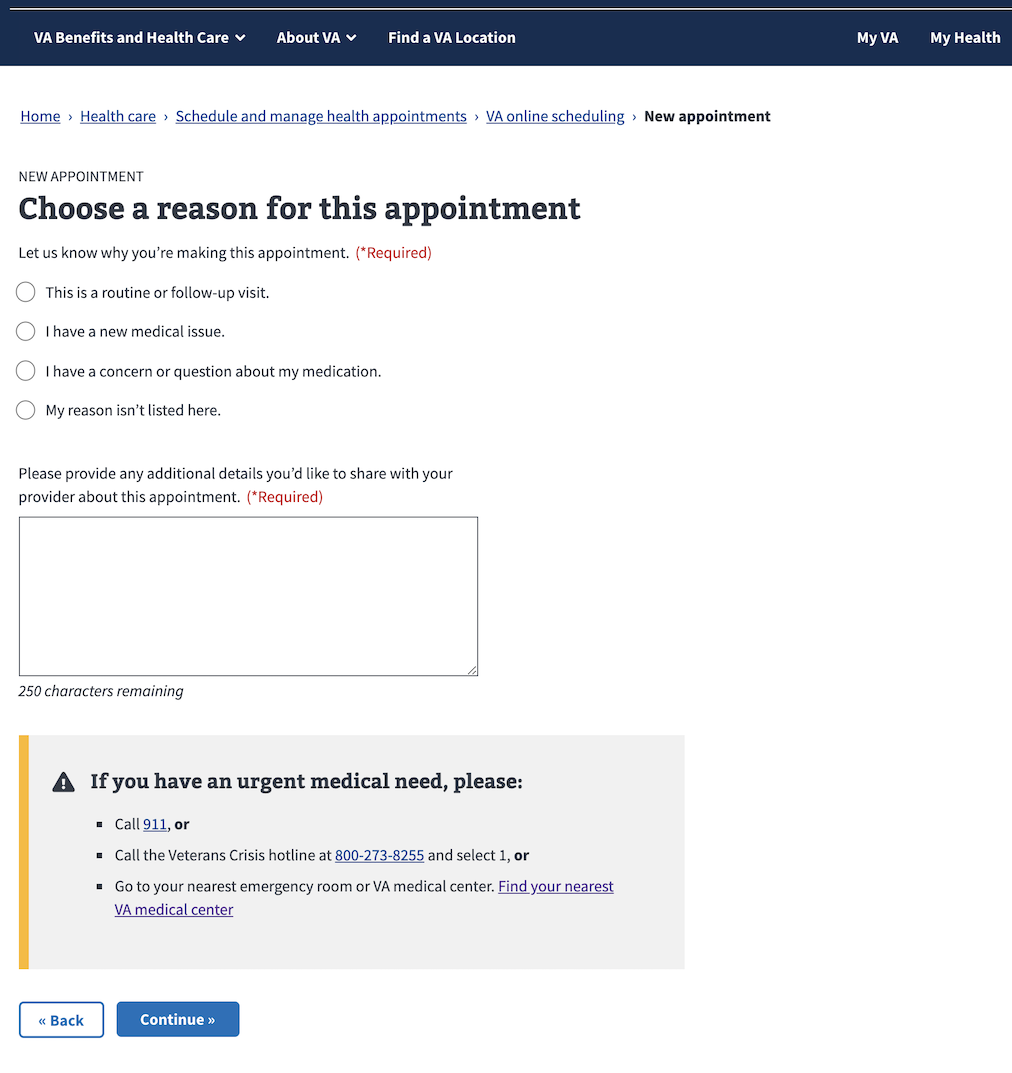 VA Benefits and Health Care About VA Find a VA Location My VA My Health
Home › Health care › Schedule and manage health appointments › VA online scheduling › New appointment
NEW APPOINTMENT
Choose a reason for this appointment
Let us know why you’re making this appointment. (*Required)
This is a routine or follow-up visit.
I have a new medical issue.
I have a concern or question about my medication.
My reason isn’t listed here.
Please provide any additional details you’d like to share with your
provider about this appointment. (*Required)
250 characters remaining
If you have an urgent medical need, please:
Call 911, or
Call the Veterans Crisis hotline at 800-273-8255 and select 1, or
Go to your nearest emergency room or VA medical center. Find your nearest
VA medical center
« Back Continue »